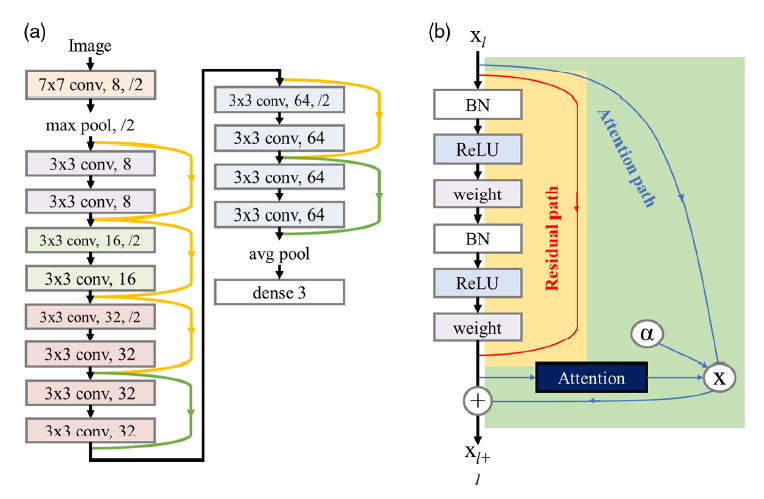 (a)
Image
7x7 conv, 8, /2
max pool, /2
3x3 conv, 8
3x3 conv, 8
3x3 conv, 16, /2
3x3 conv, 16
3x3 conv, 32, /2
3x3 conv, 32
3x3 conv, 32
3x3 conv, 32
3x3 conv, 64, /2
3x3 conv, 64
3x3 conv, 64
3x3 conv, 64
avg pool
dense 3
(b)
xl
BN
ReLU
weight
BN
ReLU
weight
Residual path
Attention path
α
Attention
x
+
xl+
l